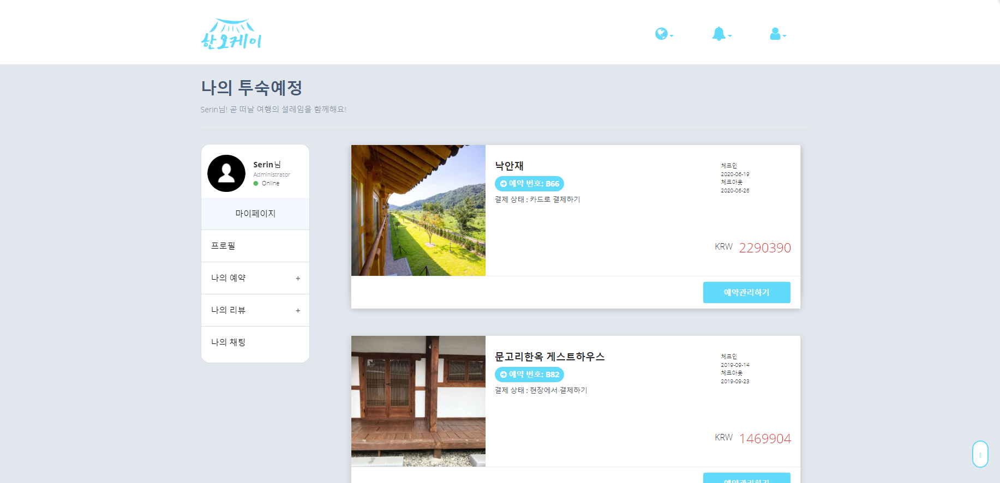 한오케이
나의 투숙예정
Serin님! 곧 떠날 여행의 설레임을 함께해요!
Serin님
Administrator
Online
마이페이지
프로필
나의 예약 +
나의 리뷰 +
나의 채팅
낙안재
예약 번호: B66
결제 상태 : 카드로 결제하기
체크인
2020-06-19
체크아웃
2020-06-26
KRW 2290390
예약관리하기
문고리한옥 게스트하우스
예약 번호: B82
결제 상태 : 현장에서 결제하기
체크인
2019-09-14
체크아웃
2019-09-23
KRW 1469904
예약관리하기